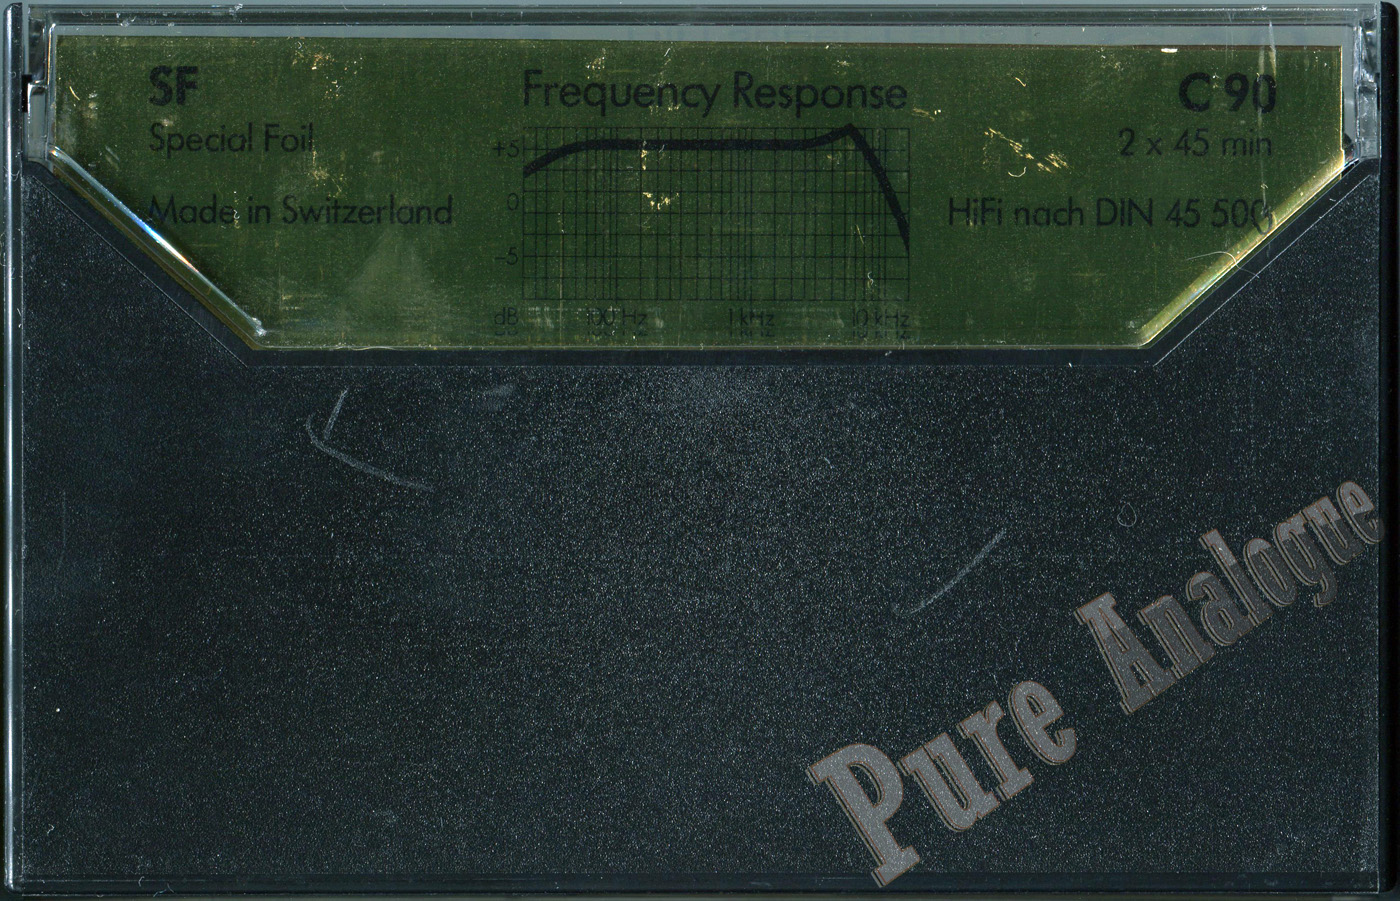 SF
Special Foil
Made in Switzerland
Frequency Response
+5
0
-5
dB 100 Hz 1 kHz 10 kHz
C 90
2 x 45 min
HiFi nach DIN 45 500
Pure Analogue